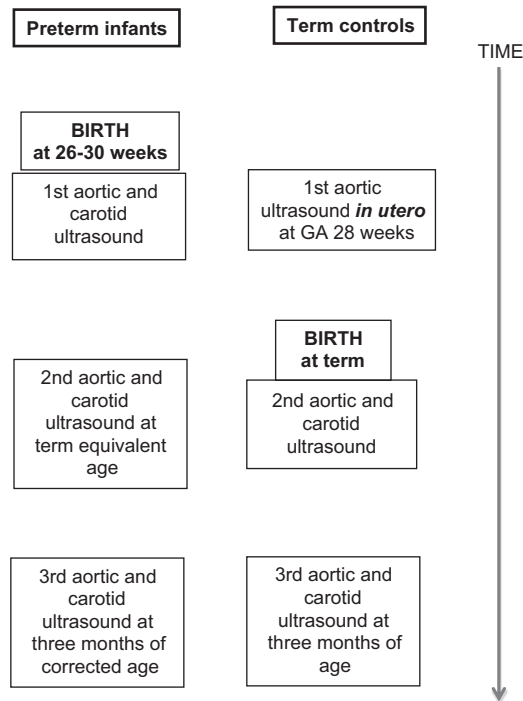 Preterm infants
Term controls
TIME
BIRTH
at 26-30 weeks
1st aortic and
carotid
ultrasound
1st aortic
ultrasound in utero
at GA 28 weeks
BIRTH
at term
2nd aortic and
carotid
ultrasound at
term equivalent
age
2nd aortic and
carotid
ultrasound
3rd aortic and
carotid
ultrasound at
three months of
corrected age
3rd aortic and
carotid
ultrasound at
three months of
age